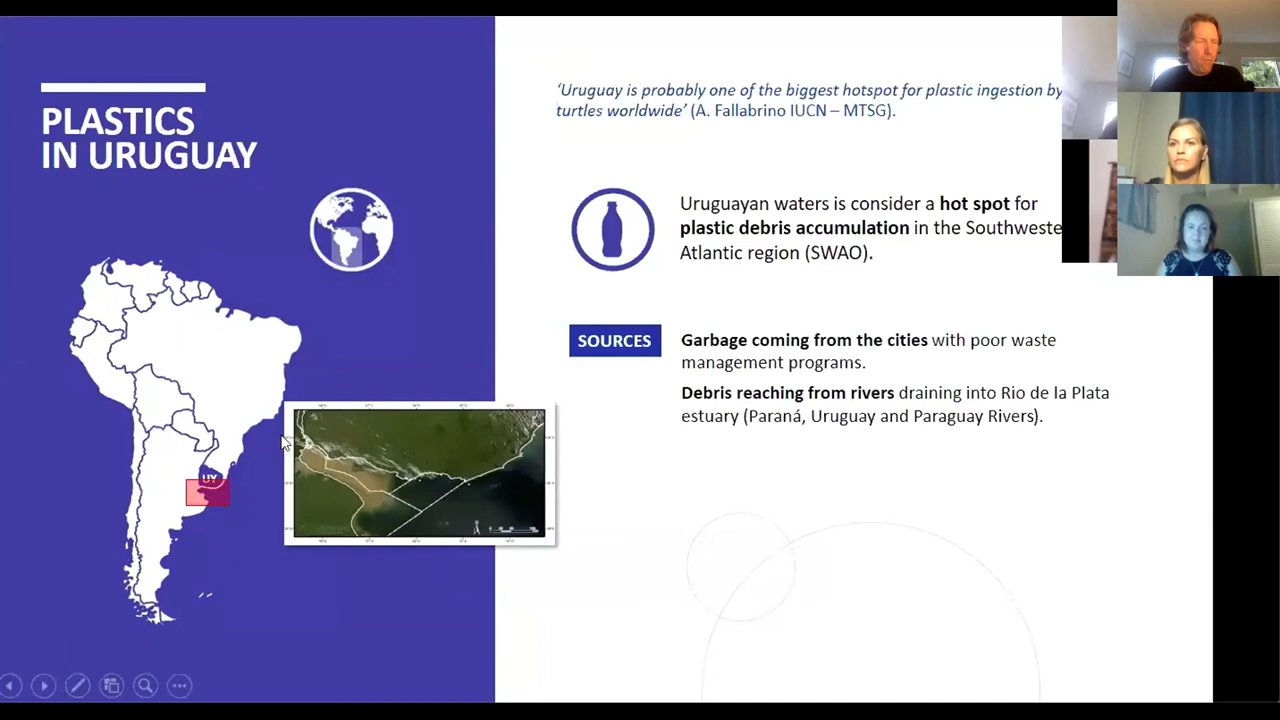 PLASTICS
IN URUGUAY
UY
‘Uruguay is probably one of the biggest hotspot for plastic ingestion by
turtles worldwide’ (A. Fallabrino IUCN – MTSG).
Uruguayan waters is consider a hot spot for
plastic debris accumulation in the Southweste
Atlantic region (SWAO).
SOURCES
Garbage coming from the cities with poor waste
management programs.
Debris reaching from rivers draining into Rio de la Plata
estuary (Paraná, Uruguay and Paraguay Rivers).